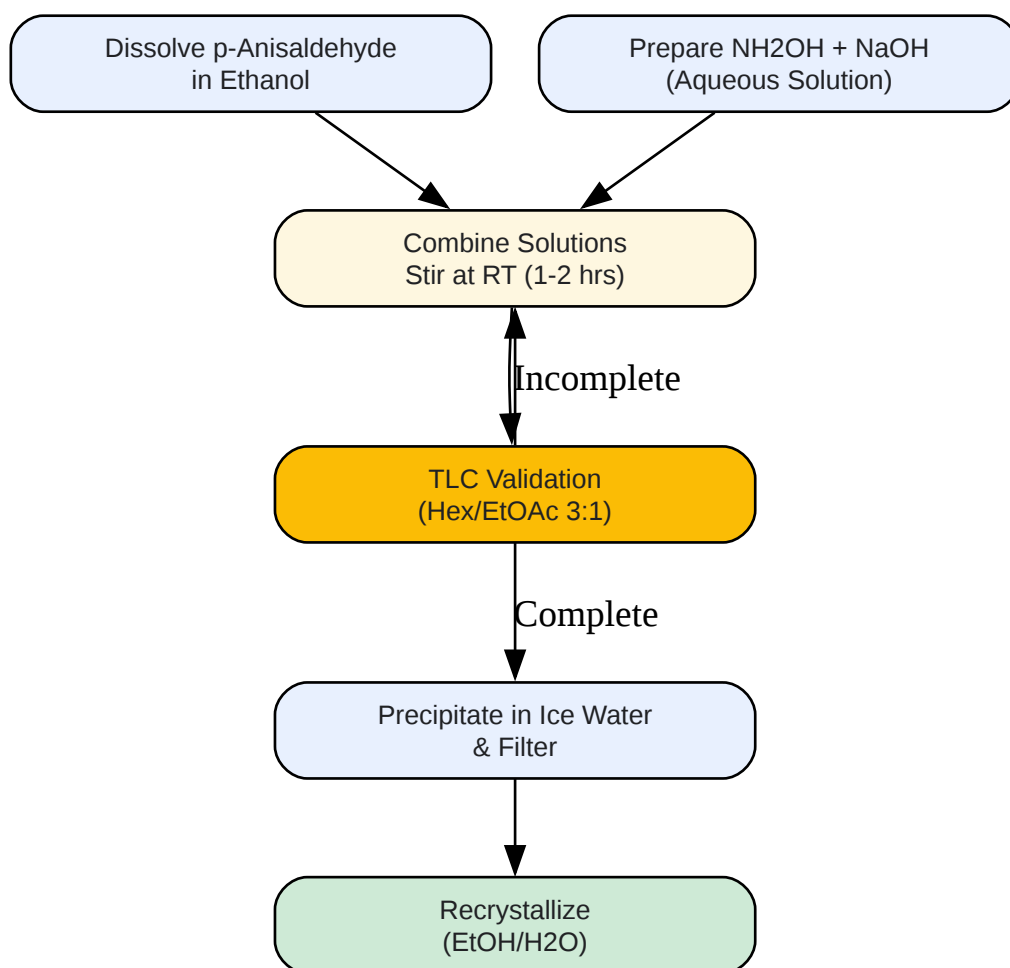 Dissolve p-Anisaldehyde
in Ethanol
Prepare NH2OH + NaOH
(Aqueous Solution)
Combine Solutions
Stir at RT (1-2 hrs)
Incomplete
TLC Validation
(Hex/EtOAc 3:1)
Complete
Precipitate in Ice Water
& Filter
Recrystallize
(EtOH/H2O)